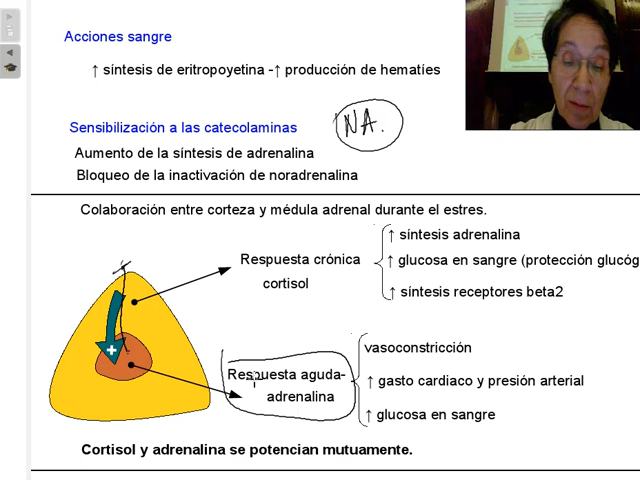 Acciones sangre
↑ síntesis de eritropoyetina -↑ producción de hematíes
Sensibilización a las catecolaminas
NA.
Aumento de la síntesis de adrenalina
Bloqueo de la inactivación de noradrenalina
Colaboración entre corteza y médula adrenal durante el estres.
Respuesta crónica
cortisol
↑ síntesis adrenalina
↑ glucosa en sangre (protección glucóg
↑ síntesis receptores beta2
+
Respuesta aguda-
adrenalina
vasoconstricción
↑ gasto cardiaco y presión arterial
↑ glucosa en sangre
Cortisol y adrenalina se potencian mutuamente.